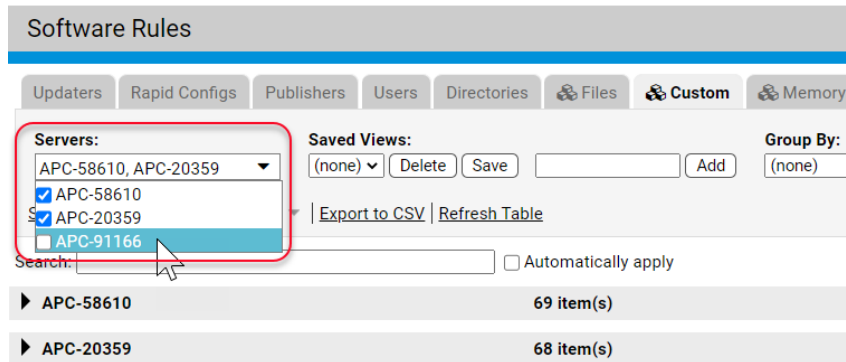 Software Rules
Updaters Rapid Configs Publishers Users Directories Files Custom Memory
Servers: Saved Views: Group By:
APC-58610, APC-20359 (none) Delete Save Add (none)
APC-58610
APC-20359
Export to CSV Refresh Table
APC-91166
Search: Automatically apply
APC-58610 69 item(s)
APC-20359 68 item(s)